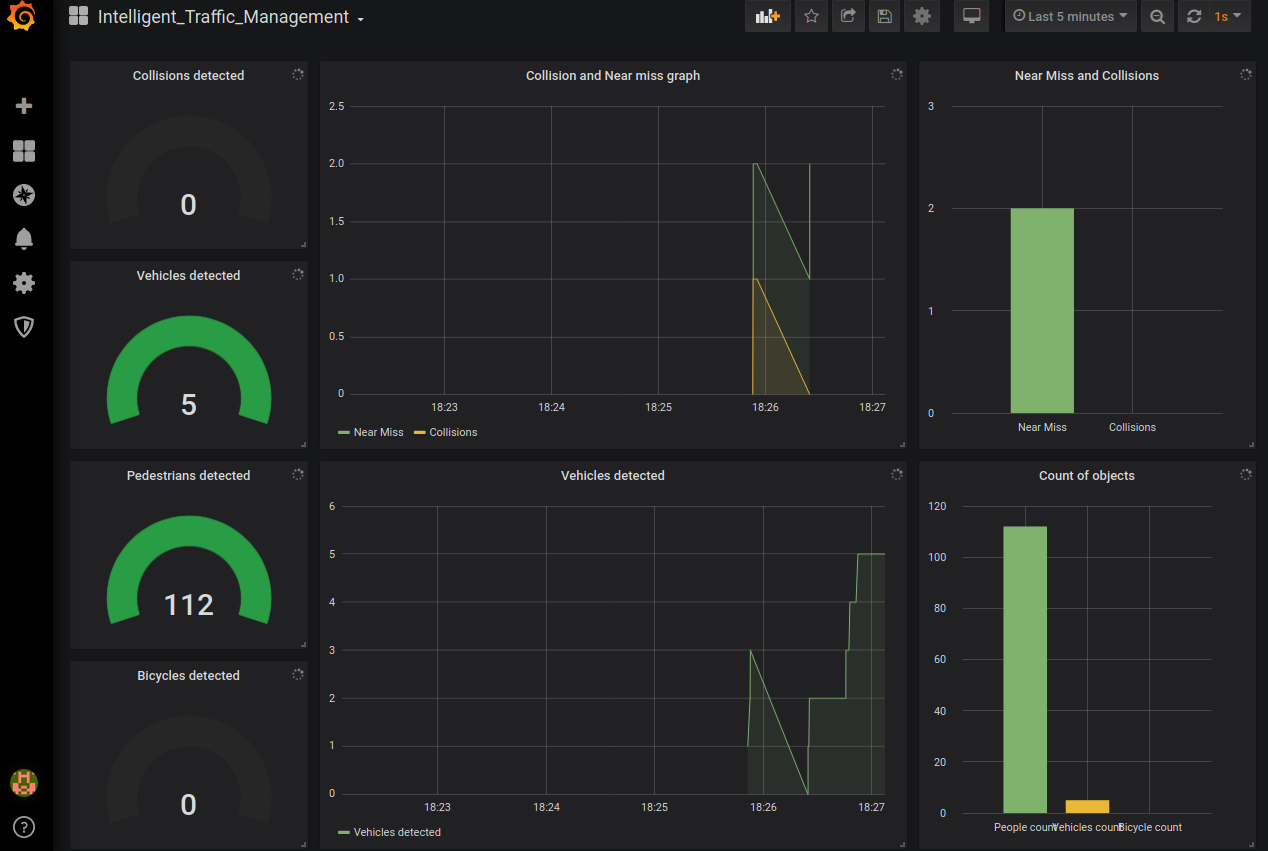 Intelligent_Traffic_Management
Last 5 minutes
1s
Collisions detected
0
Vehicles detected
5
Pedestrians detected
112
Bicycles detected
0
Collision and Near miss graph
2.5
2.0
1.5
1.0
0.5
0
18:23 18:24 18:25 18:26 18:27
Near Miss Collisions
Near Miss and Collisions
3
2
1
0
Near Miss Collisions
Vehicles detected
6
5
4
3
2
1
0
18:23 18:24 18:25 18:26 18:27
Vehicles detected
Count of objects
120
100
80
60
40
20
0
People count Vehicles count Bicycle count
?